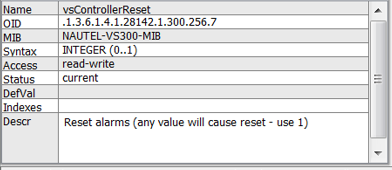 Name vsControllerReset
OID .1.3.6.1.4.1.28142.1.300.256.7
MIB NAUTEL-VS300-MIB
Syntax INTEGER (0..1)
Access read-write
Status current
DefVal
Indexes
Descr Reset alarms (any value will cause reset - use 1)